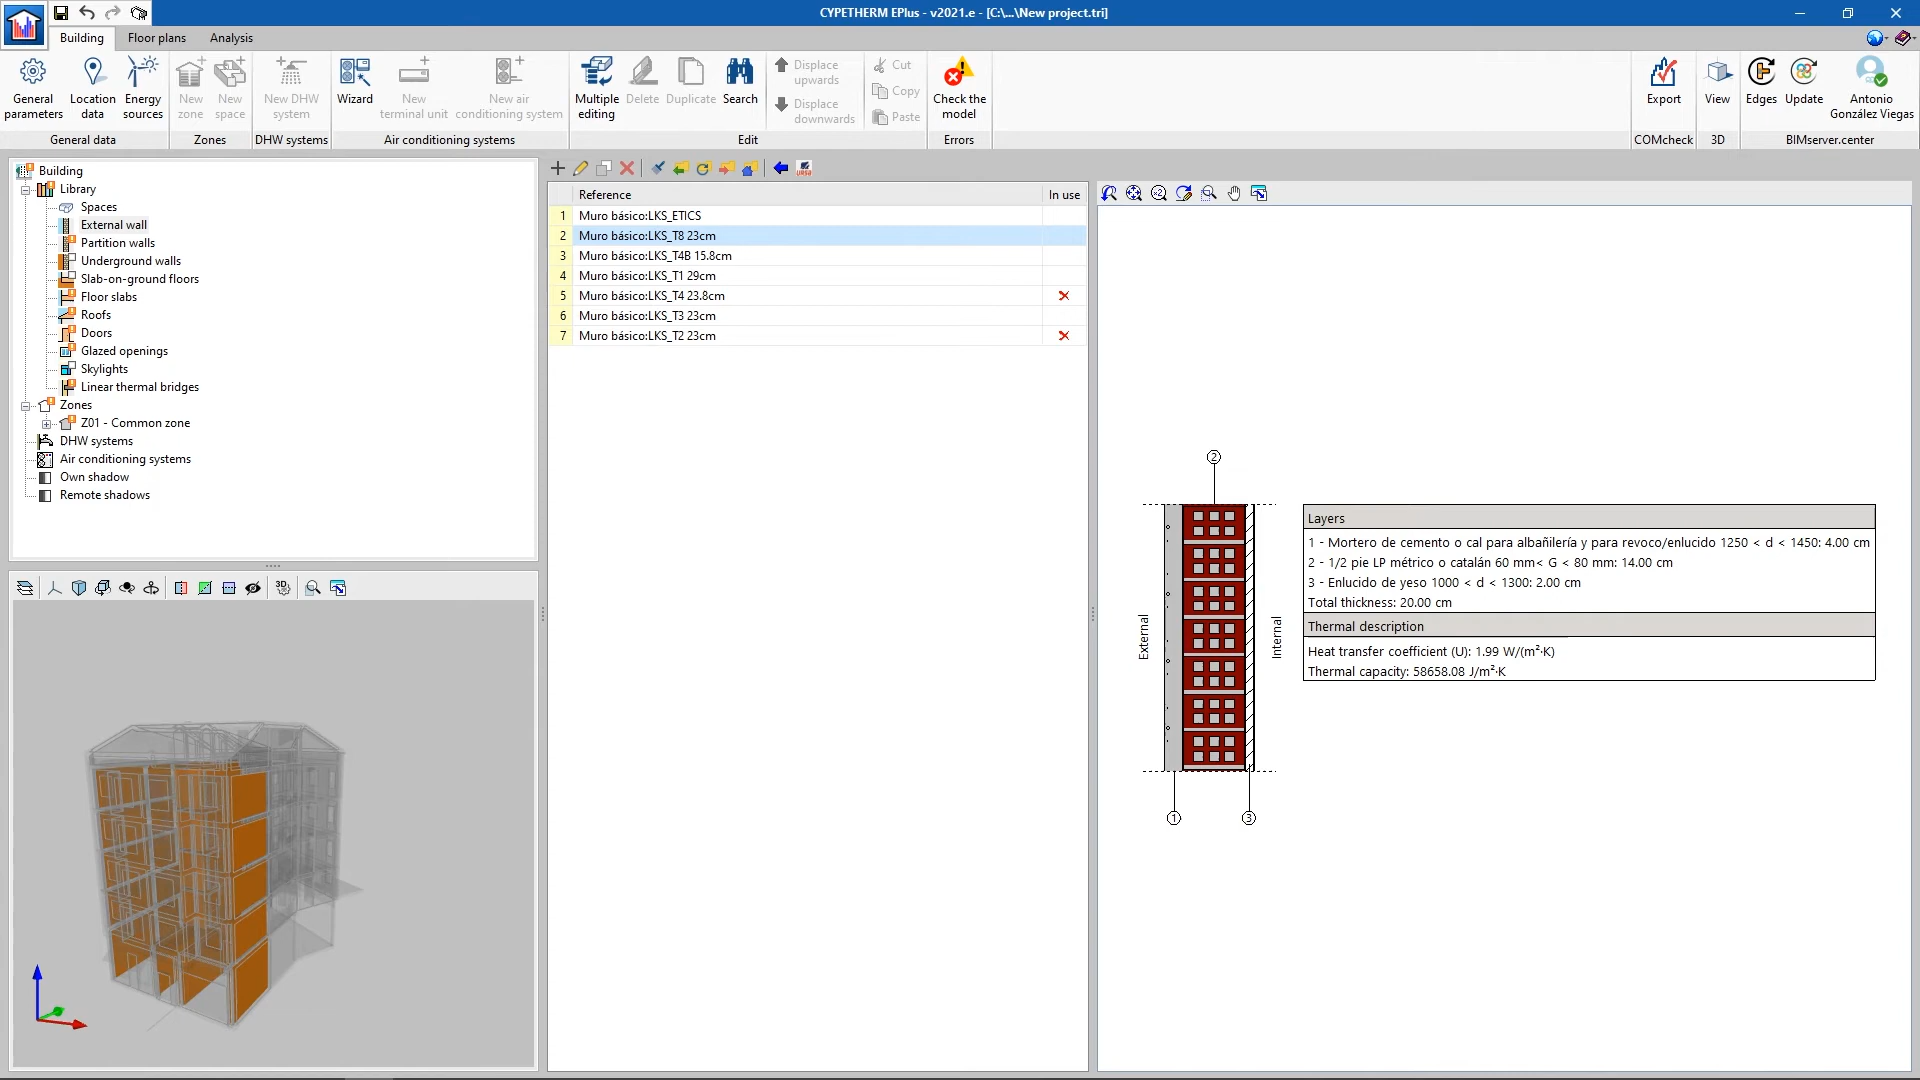 CYPETHERM EPlus - v2021.e - [C:\...\New project.tri]
Building
Floor plans
Analysis
General parameters
Location data
Energy sources
New zone
New space
New DHW system
Wizard
New terminal unit
New air conditioning system
Multiple editing
Delete
Duplicate
Search
Displace upwards
Displace downwards
Cut
Copy
Paste
Check the model
Export
View
Edges
Update
Antonio González Viegas
General data
Zones
DHW systems
Air conditioning systems
Edit
Errors
COMcheck
3D
BIMserver.center
Building
Library
Spaces
External wall
Partition walls
Underground walls
Slab-on-ground floors
Floor slabs
Roofs
Doors
Glazed openings
Skylights
Linear thermal bridges
Zones
Z01 - Common zone
DHW systems
Air conditioning systems
Own shadow
Remote shadows
3D
Reference In use
1 Muro básico:LKS_ETICS
2 Muro básico:LKS_T8 23cm
3 Muro básico:LKS_T4B 15.8cm
4 Muro básico:LKS_T1 29cm
5 Muro básico:LKS_T4 23.8cm
6 Muro básico:LKS_T3 23cm
7 Muro básico:LKS_T2 23cm
2
External
Internal
1
3
Layers
1 - Mortero de cemento o cal para albañilería y para revoco/enlucido 1250 < d < 1450: 4.00 cm
2 - 1/2 pie LP métrico o catalán 60 mm< G < 80 mm: 14.00 cm
3 - Enlucido de yeso 1000 < d < 1300: 2.00 cm
Total thickness: 20.00 cm
Thermal description
Heat transfer coefficient (U): 1.99 W/(m²·K)
Thermal capacity: 58658.08 J/m²·K